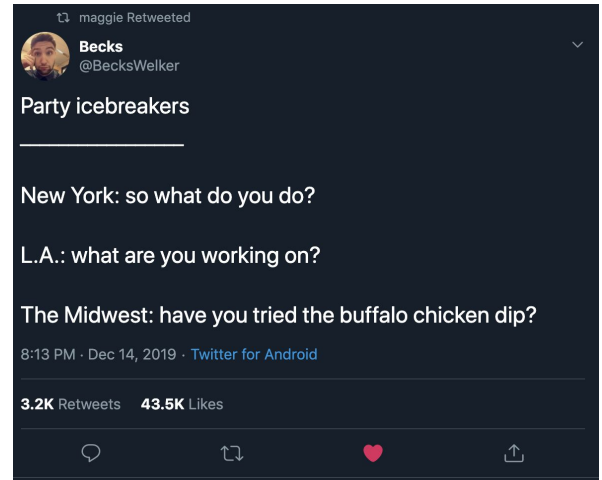 maggie Retweeted
Becks
@BecksWelker
Party icebreakers
__________________
New York: so what do you do?
L.A.: what are you working on?
The Midwest: have you tried the buffalo chicken dip?
8:13 PM · Dec 14, 2019 · Twitter for Android
3.2K Retweets 43.5K Likes